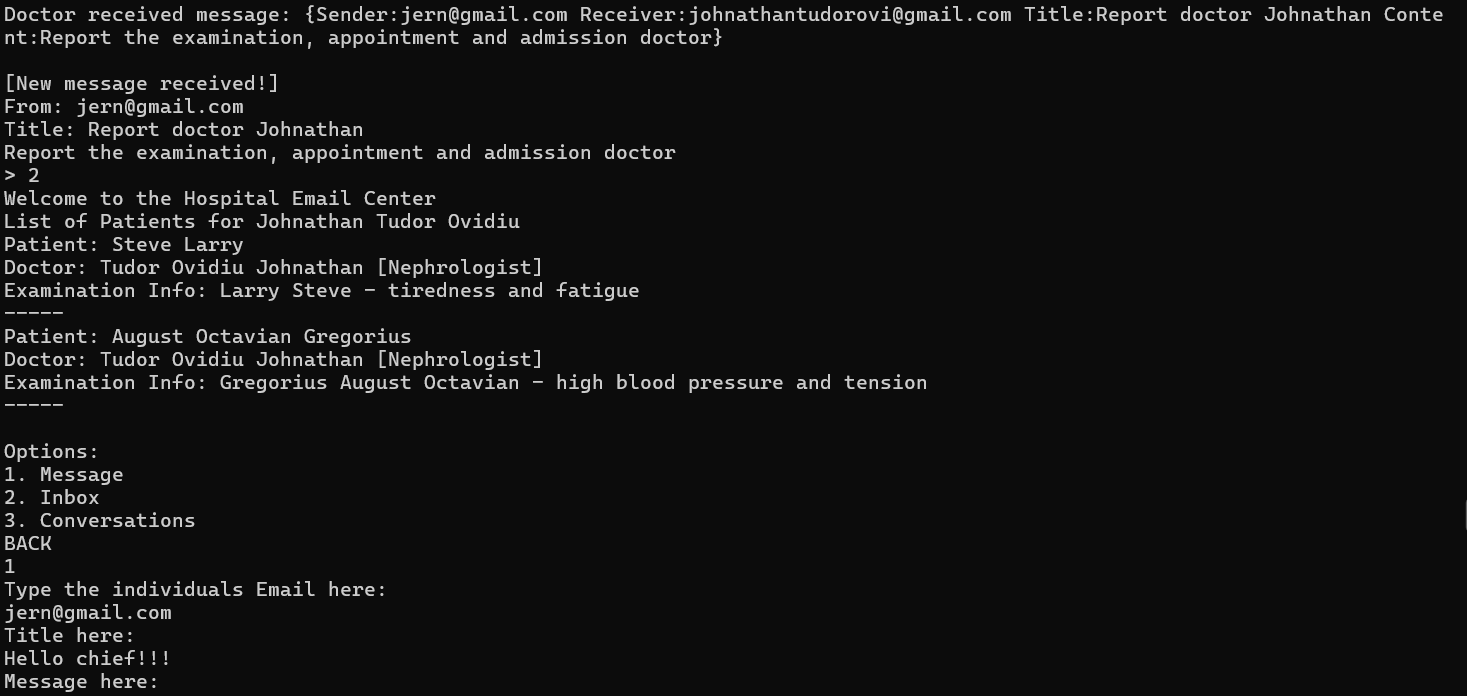 Doctor received message: {Sender:jern@gmail.com Receiver:johnathantudorovi@gmail.com Title:Report doctor Johnathan Conte
nt:Report the examination, appointment and admission doctor}
[New message received!]
From: jern@gmail.com
Title: Report doctor Johnathan
Report the examination, appointment and admission doctor
> 2
Welcome to the Hospital Email Center
List of Patients for Johnathan Tudor Ovidiu
Patient: Steve Larry
Doctor: Tudor Ovidiu Johnathan [Nephrologist]
Examination Info: Larry Steve - tiredness and fatigue
-----
Patient: August Octavian Gregorius
Doctor: Tudor Ovidiu Johnathan [Nephrologist]
Examination Info: Gregorius August Octavian - high blood pressure and tension
-----
Options:
1. Message
2. Inbox
3. Conversations
BACK
1
Type the individuals Email here:
jern@gmail.com
Title here:
Hello chief!!!
Message here: